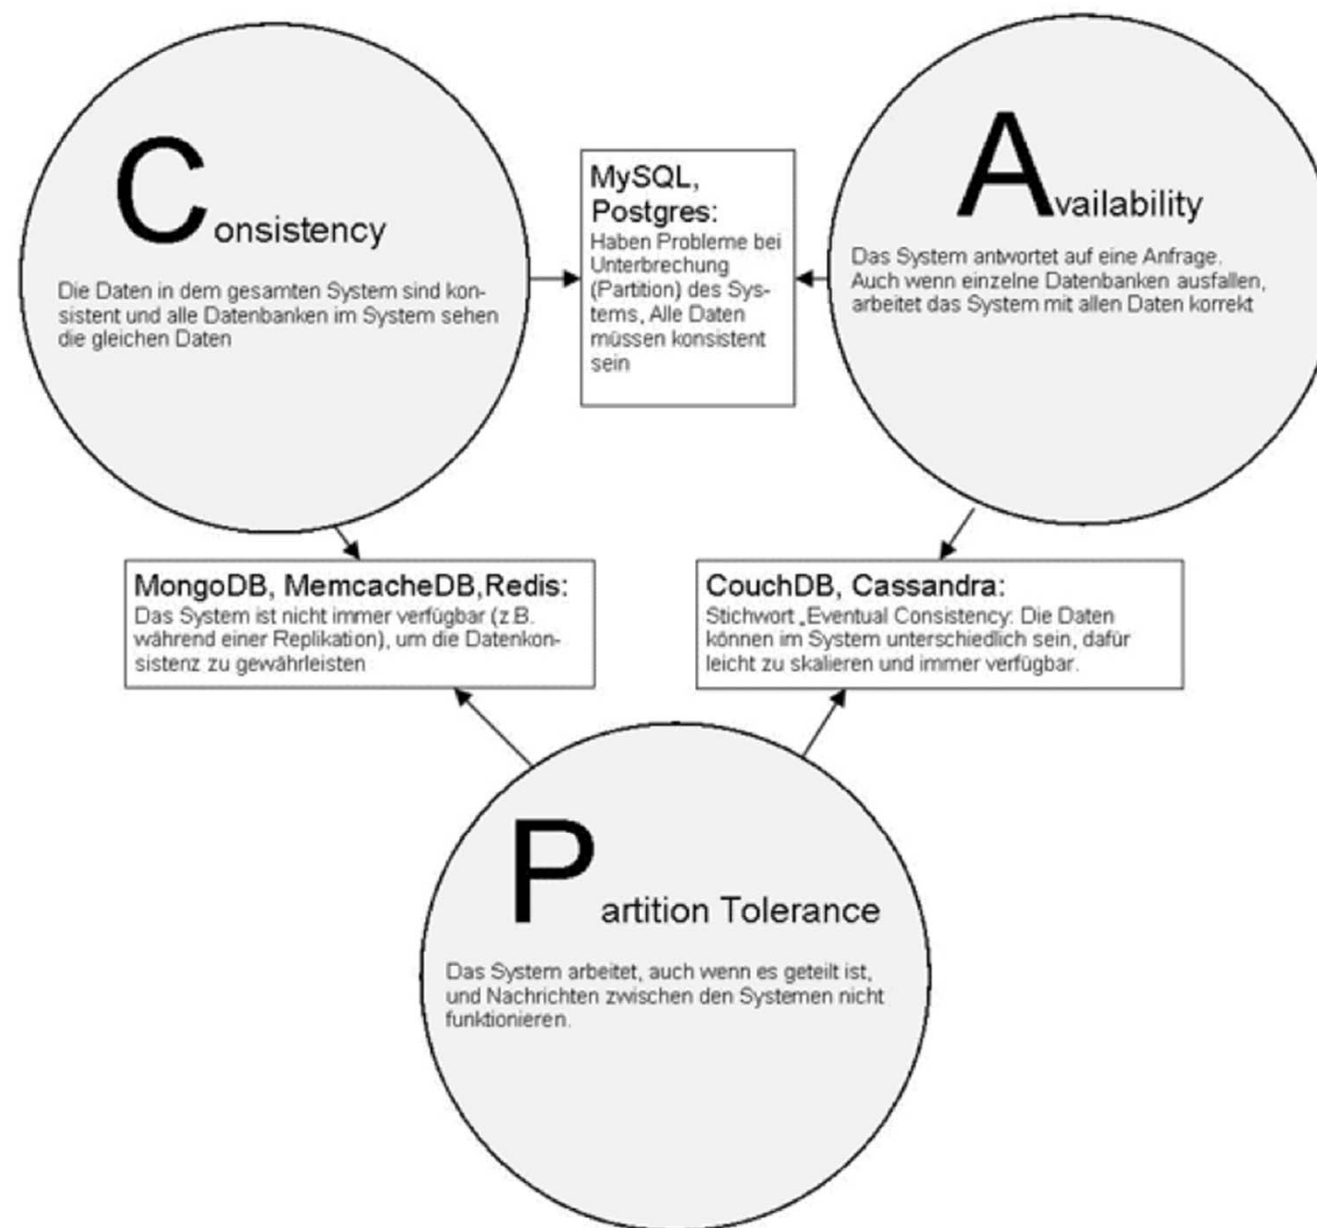 Consistency
Die Daten in dem gesamten System sind kon-
sistent und alle Datenbanken im System sehen
die gleichen Daten
MySQL,
Postgres:
Haben Probleme bei
Unterbrechung
(Partition) des Sys-
tems, Alle Daten
müssen konsistent
sein
Availability
Das System antwortet auf eine Anfrage.
Auch wenn einzelne Datenbanken ausfallen,
arbeitet das System mit allen Daten korrekt
MongoDB, MemcacheDB,Redis:
Das System ist nicht immer verfügbar (z.B.
während einer Replikation), um die Datenkon-
sistenz zu gewährleisten
CouchDB, Cassandra:
Stichwort „Eventual Consistency: Die Daten
können im System unterschiedlich sein, dafür
leicht zu skalieren und immer verfügbar.
Partition Tolerance
Das System arbeitet, auch wenn es geteilt ist,
und Nachrichten zwischen den Systemen nicht
funktionieren.